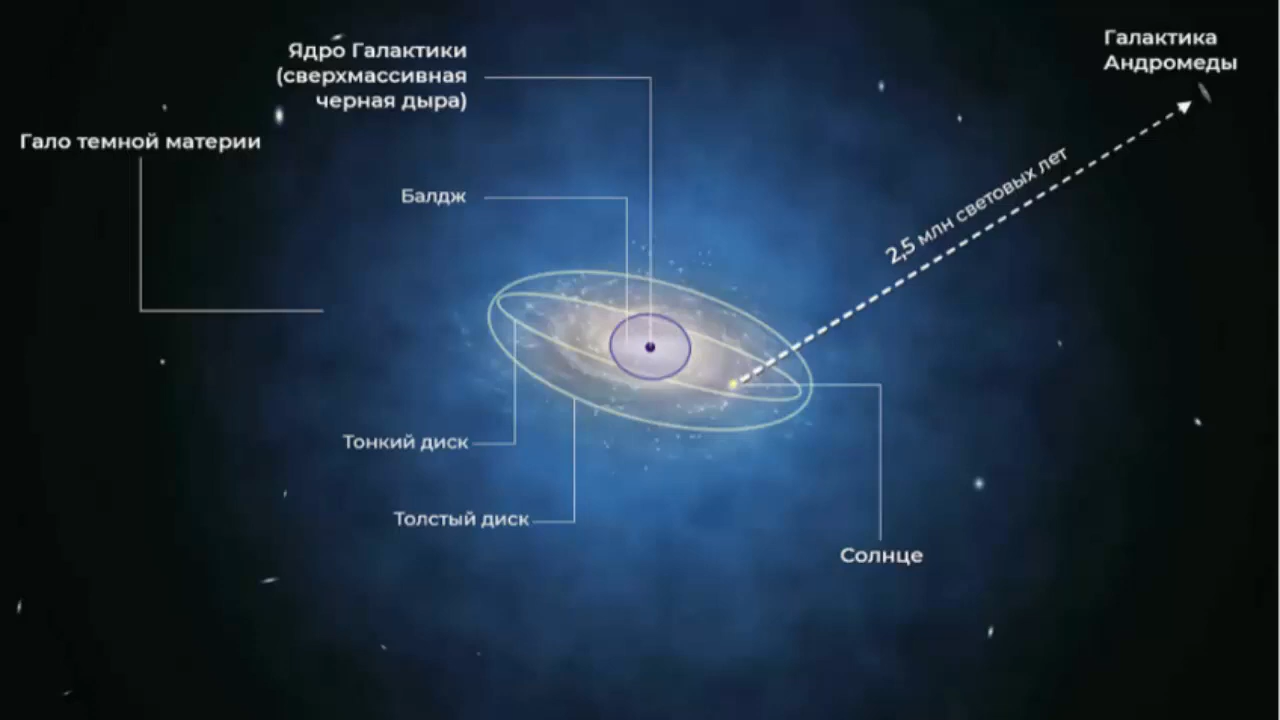 Ядро Галактики
(сверхмассивная
черная дыра)
Галактика
Андромеды
Гало темной материи
Балдж
2,5 млн световых лет
Тонкий диск
Толстый диск
Солнце